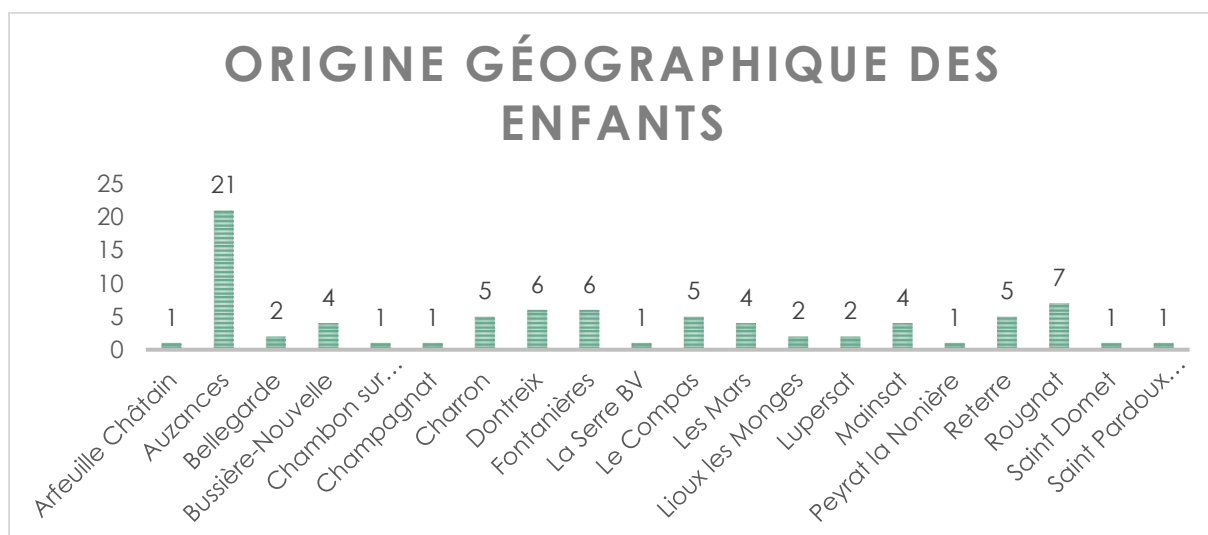 ORIGINE GÉOGRAPHIQUE DES
ENFANTS
25
20
15
10
5
0
1
21
2
4
1
1
5
6
6
1
5
4
2
2
4
1
5
7
1
1
Arfeuille Châtain
Auzances
Bellegarde
Bussière-Nouvelle
Chambon sur…
Champagnat
Charron
Dontreix
Fontanières
La Serre BV
Le Compas
Les Mars
Lioux les Monges
Lupersat
Mainsat
Peyrat la Nonière
Reterre
Rougnat
Saint Domet
Saint Pardoux…